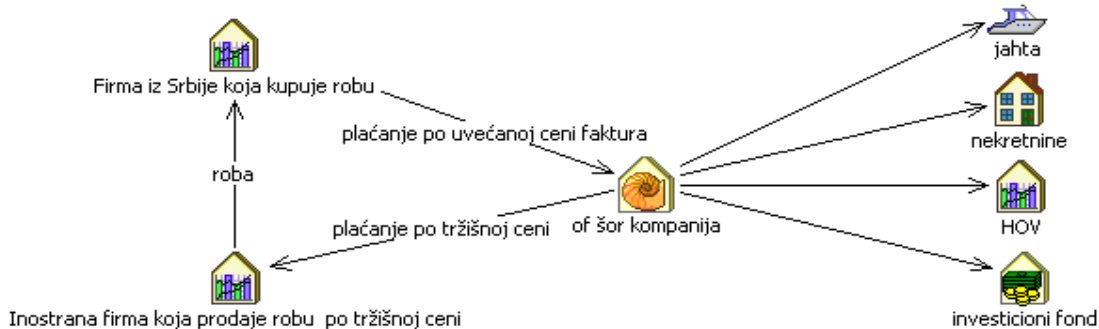 jahta
Firma iz Srbije koja kupuje robu
plaćanje po uvećanoj ceni faktura
nekretnine
roba
plaćanje po tržišnoj ceni
of šor kompanija
HOV
Inostrana firma koja prodaje robu  po tržišnoj ceni
investicioni fond